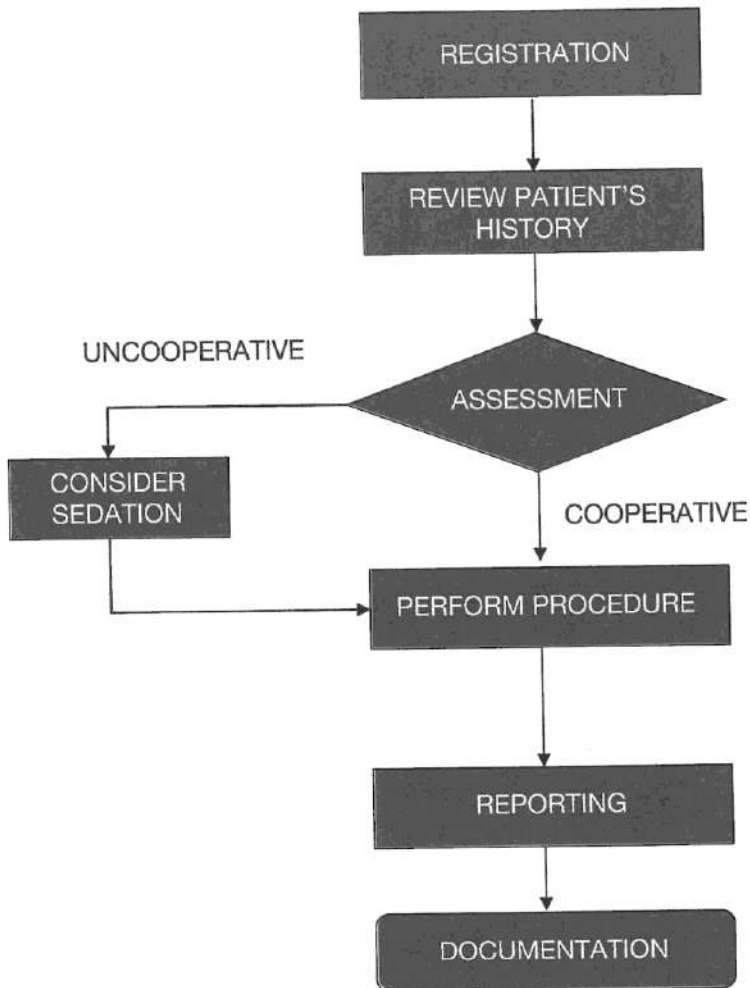 REGISTRATION
REVIEW PATIENT'S
HISTORY
UNCOOPERATIVE
ASSESSMENT
CONSIDER
SEDATION
COOPERATIVE
PERFORM PROCEDURE
REPORTING
DOCUMENTATION